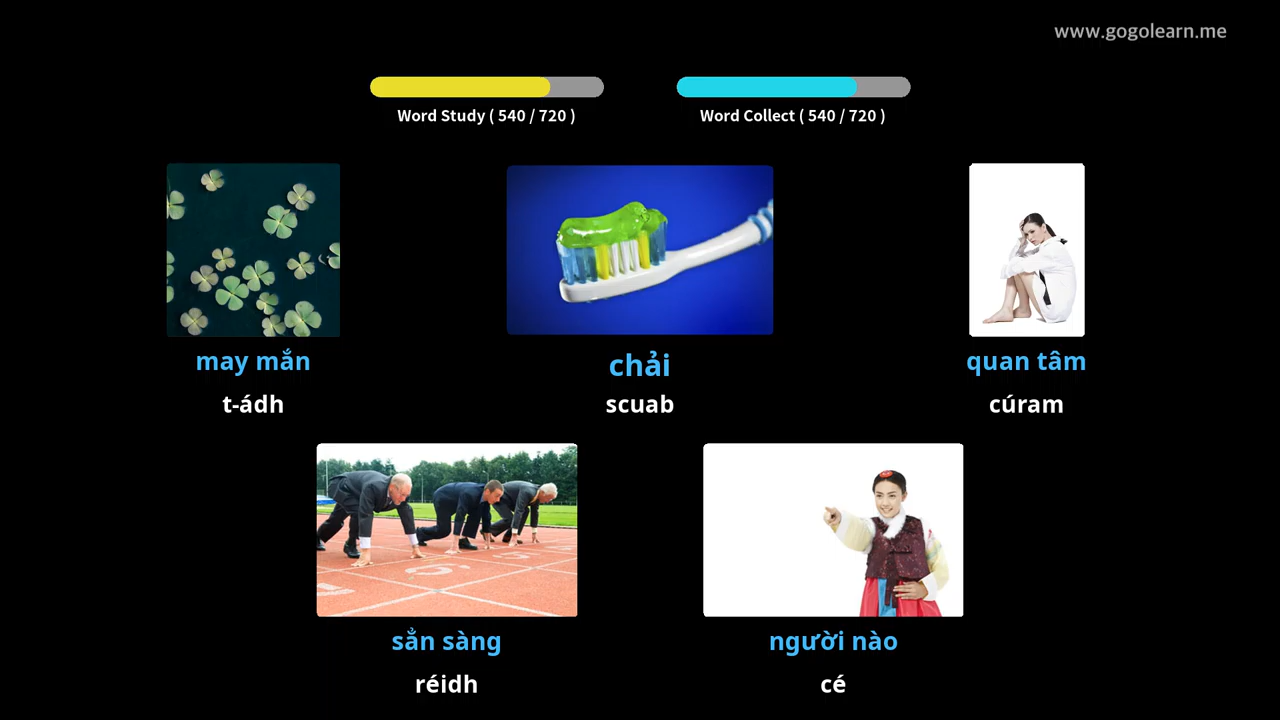 www.gogolearn.me
Word Study ( 540 / 720 )
Word Collect ( 540 / 720 )
may mắn
t-ádh
chải
scuab
quan tâm
cúram
sẳn sàng
réidh
người nào
cé